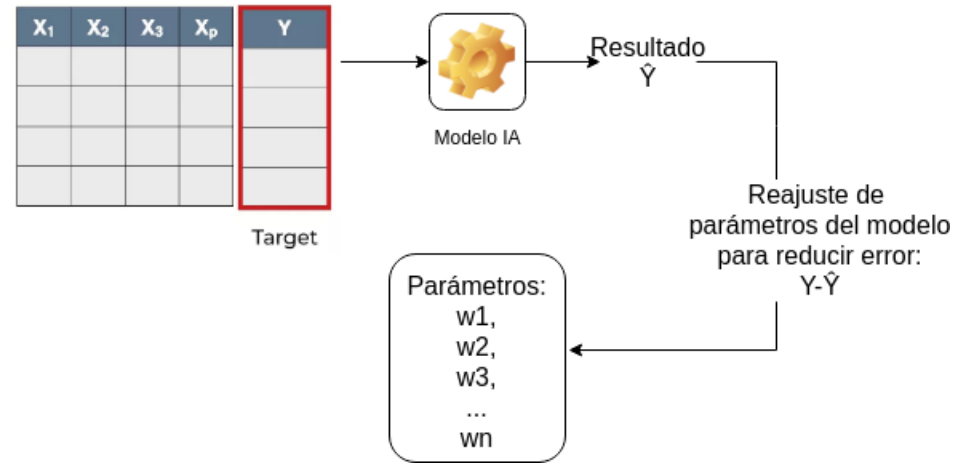 X₁ X₂ X₃ Xₚ Y
Target
Modelo IA
Resultado
Ŷ
Reajuste de
parámetros del modelo
para reducir error:
Y-Ŷ
Parámetros:
w1,
w2,
w3,
...
wn